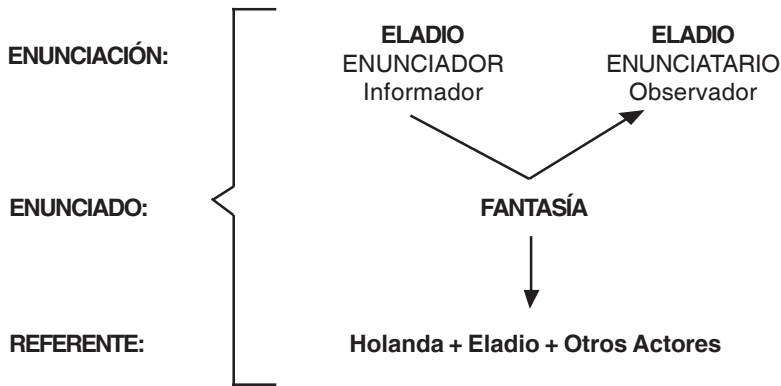 ENUNCIACIÓN:
ELADIO
ENUNCIADOR
Informador
ELADIO
ENUNCIATARIO
Observador
ENUNCIADO:
FANTASÍA
REFERENTE:
Holanda + Eladio + Otros Actores